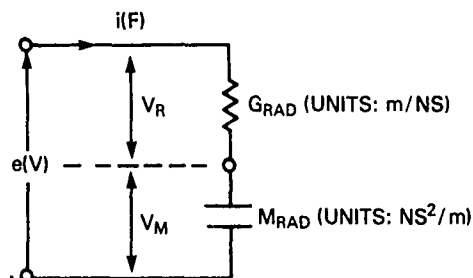 i(F)
V_R
G_RAD (UNITS: m/NS)
e(V)
V_M
M_RAD (UNITS: NS²/m)